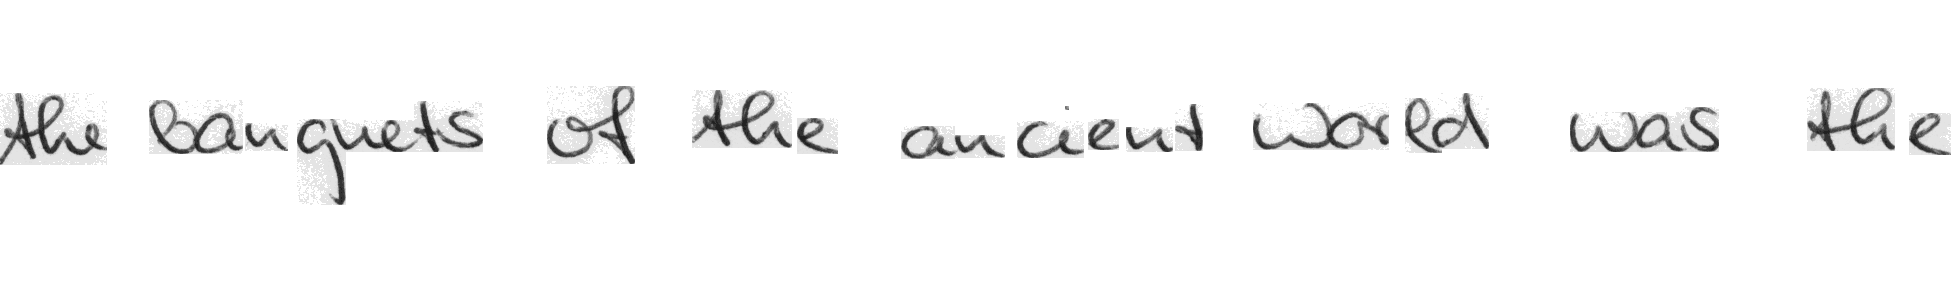 the banquets of the ancient world was the